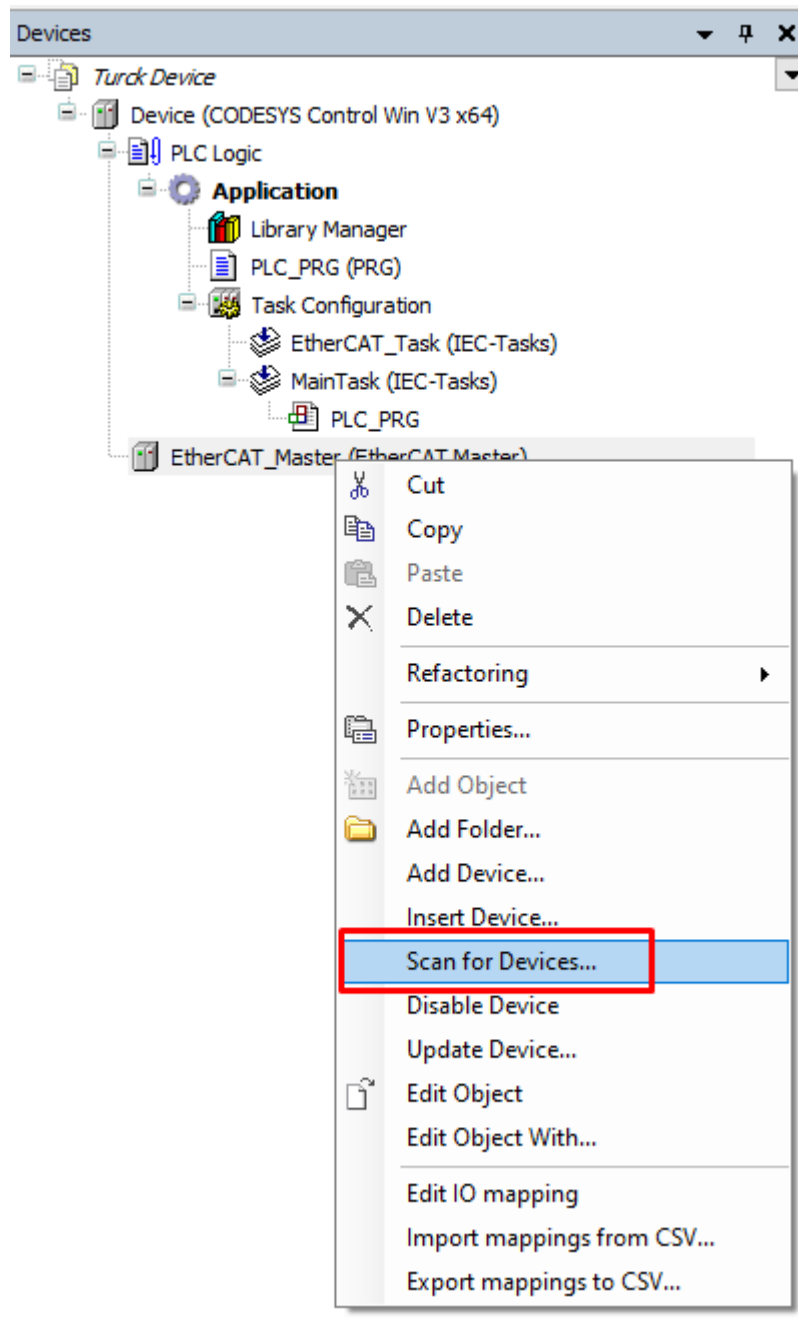 Devices
Turck Device
Device (CODESYS Control Win V3 x64)
PLC Logic
Application
Library Manager
PLC_PRG (PRG)
Task Configuration
EtherCAT_Task (IEC-Tasks)
MainTask (IEC-Tasks)
PLC_PRG
EtherCAT_Master (EtherCAT Master)
Cut
Copy
Paste
Delete
Refactoring
Properties...
Add Object
Add Folder...
Add Device...
Insert Device...
Scan for Devices...
Disable Device
Update Device...
Edit Object
Edit Object With...
Edit IO mapping
Import mappings from CSV...
Export mappings to CSV...